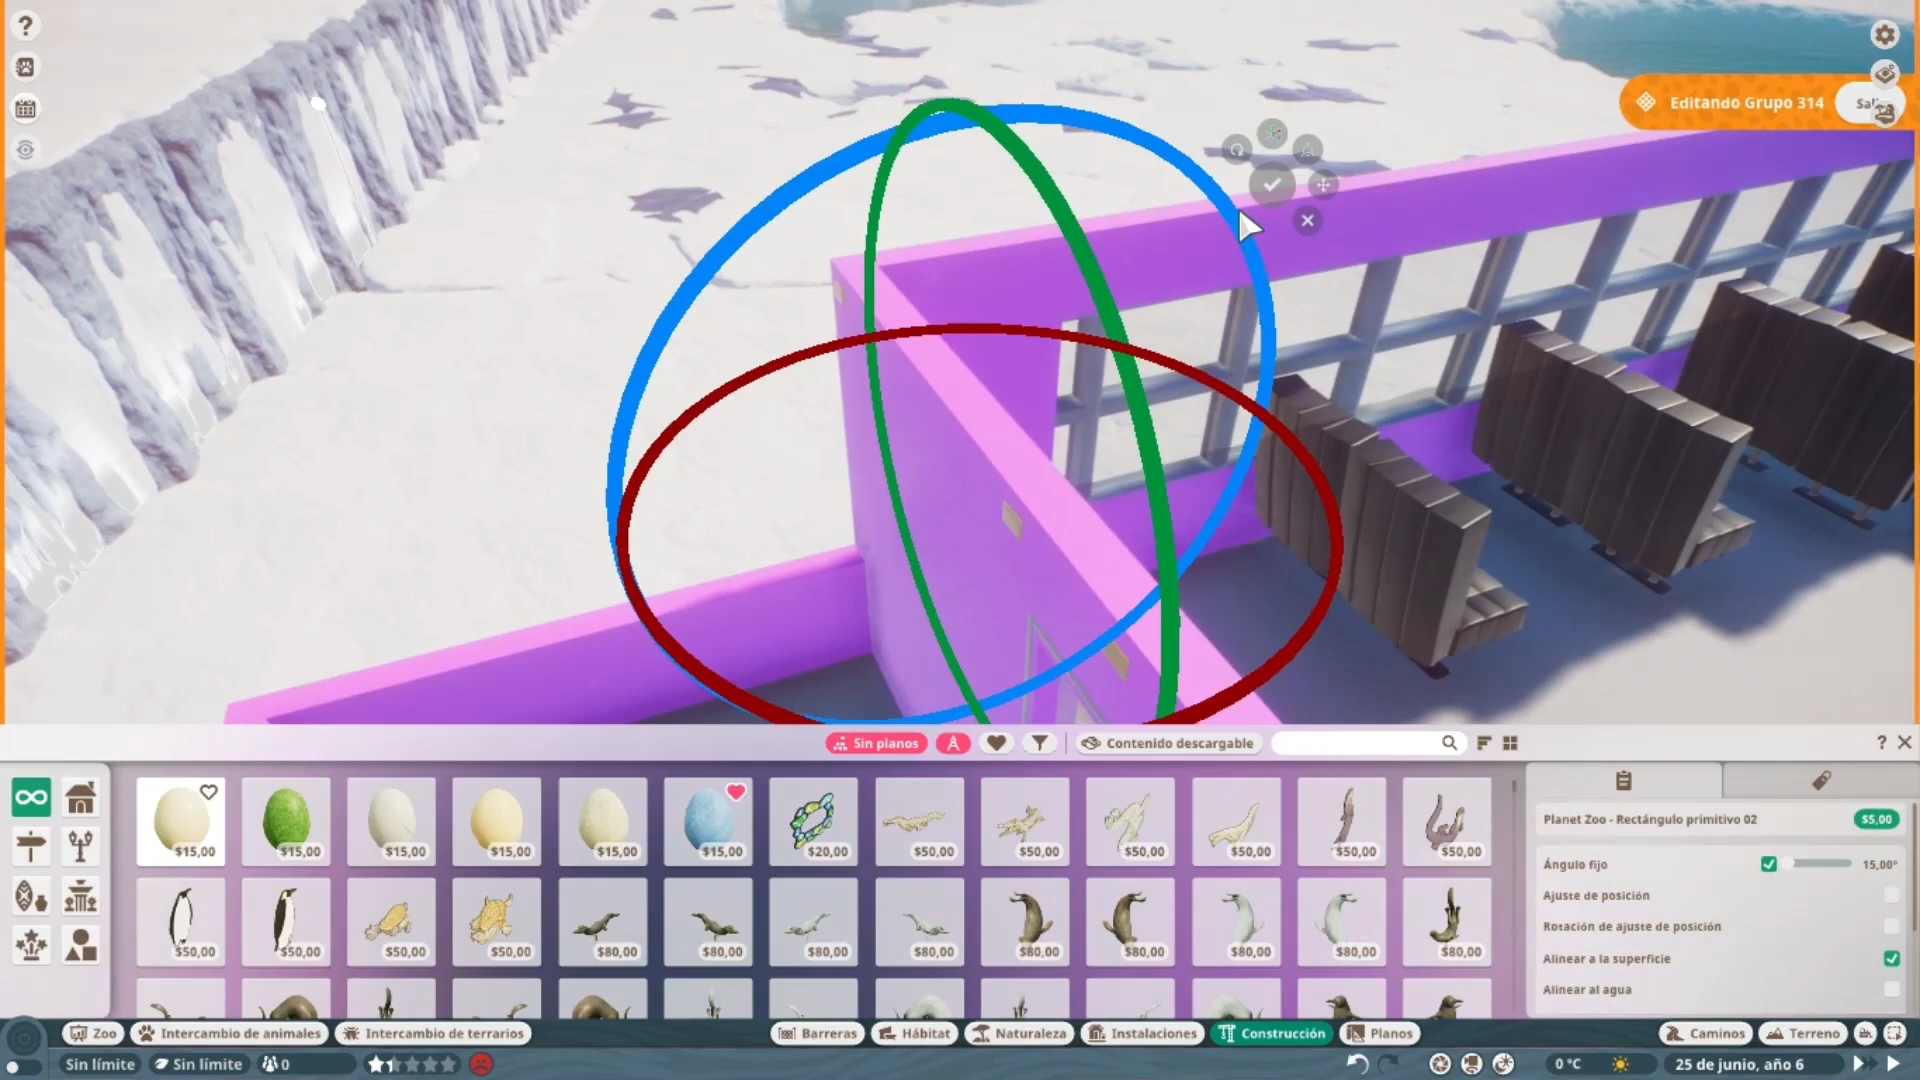 Editando Grupo 314
Sin planos
Contenido descargable
?
$15,00 $15,00 $15,00 $15,00 $15,00 $15,00 $20,00 $50,00 $50,00 $50,00 $50,00 $50,00 $50,00
$50,00 $50,00 $50,00 $50,00 $80,00 $80,00 $80,00 $80,00 $80,00 $80,00 $80,00 $80,00 $80,00
Planet Zoo - Rectángulo primitivo 02 $5,00
Ángulo fijo 15,00°
Ajuste de posición
Rotación de ajuste de posición
Alinear a la superficie
Alinear al agua
Zoo Intercambio de animales Intercambio de terrarios Barreras Hábitat Naturaleza Instalaciones Construcción Planos Caminos Terreno
Sin límite Sin límite 0 0 °C 25 de junio, año 6